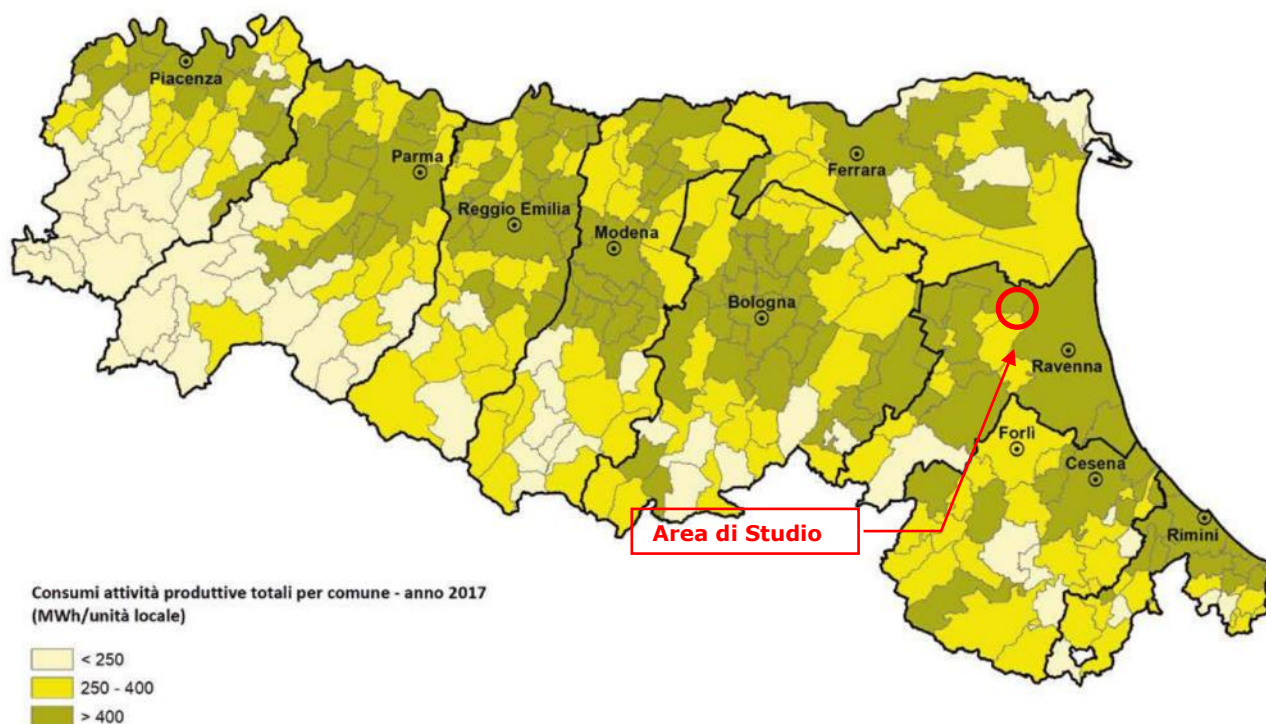 Piacenza
Parma
Reggio Emilia
Modena
Ferrara
Bologna
Ravenna
Forlì
Cesena
Rimini
Area di Studio
Consumi attività produttive totali per comune - anno 2017
(MWh/unità locale)
< 250
250 - 400
> 400